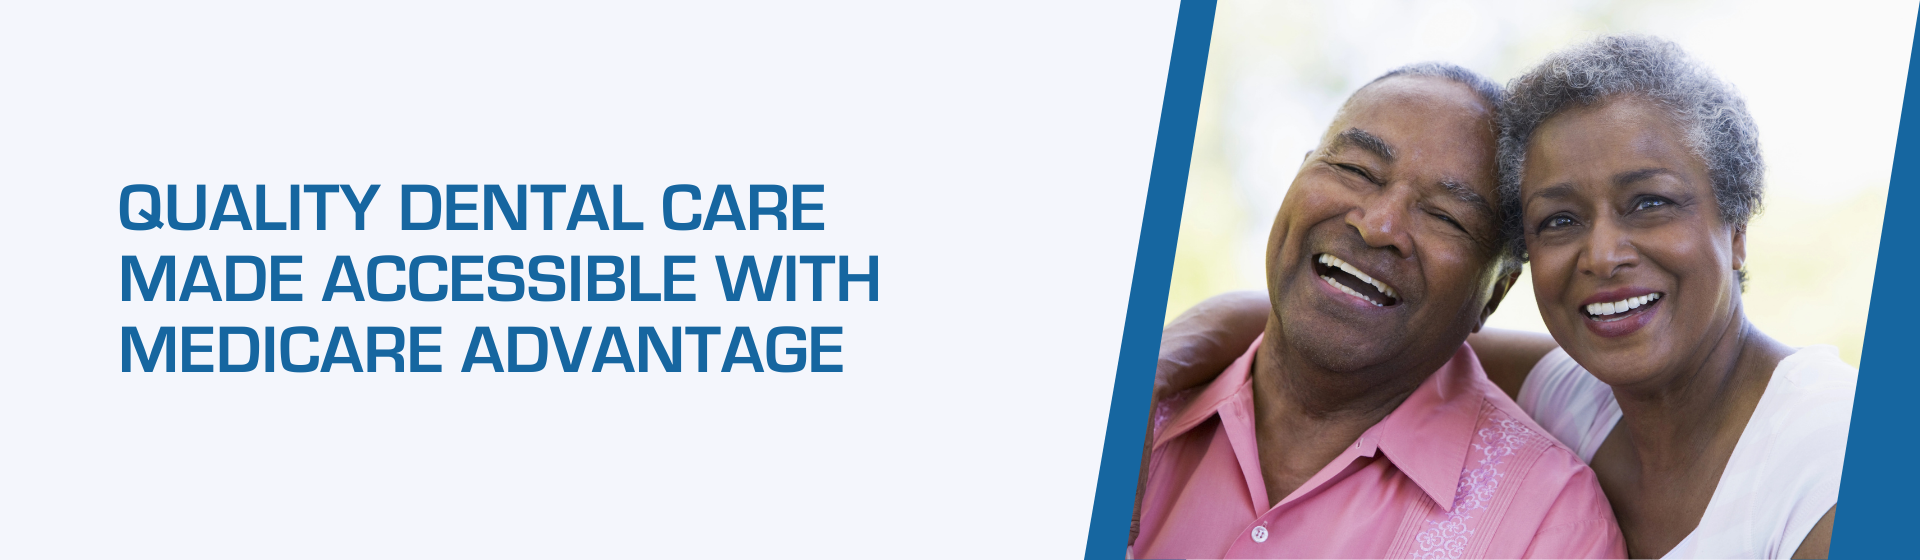 QUALITY DENTAL CARE
MADE ACCESSIBLE WITH
MEDICARE ADVANTAGE